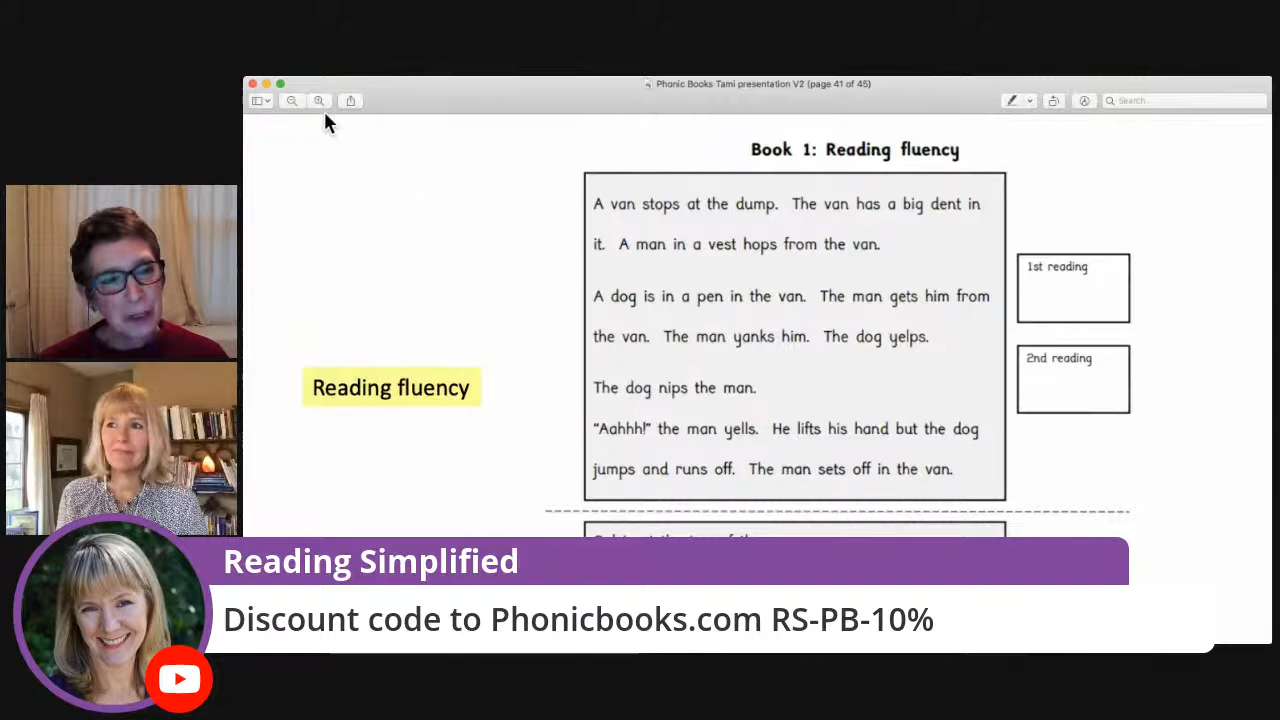 Phonic Books Tami presentation V2 (page 41 of 45)
Search
Book 1: Reading fluency
A van stops at the dump. The van has a big dent in
it. A man in a vest hops from the van.
A dog is in a pen in the van. The man gets him from
the van. The man yanks him. The dog yelps.
The dog nips the man.
“Aahhh!” the man yells. He lifts his hand but the dog
jumps and runs off. The man sets off in the van.
1st reading
2nd reading
Reading fluency
Reading Simplified
Discount code to Phonicbooks.com RS-PB-10%